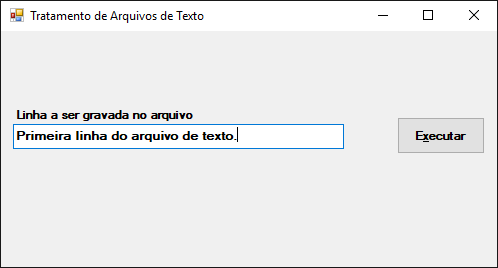 Tratamento de Arquivos de Texto
Linha a ser gravada no arquivo
Primeira linha do arquivo de texto.
Executar